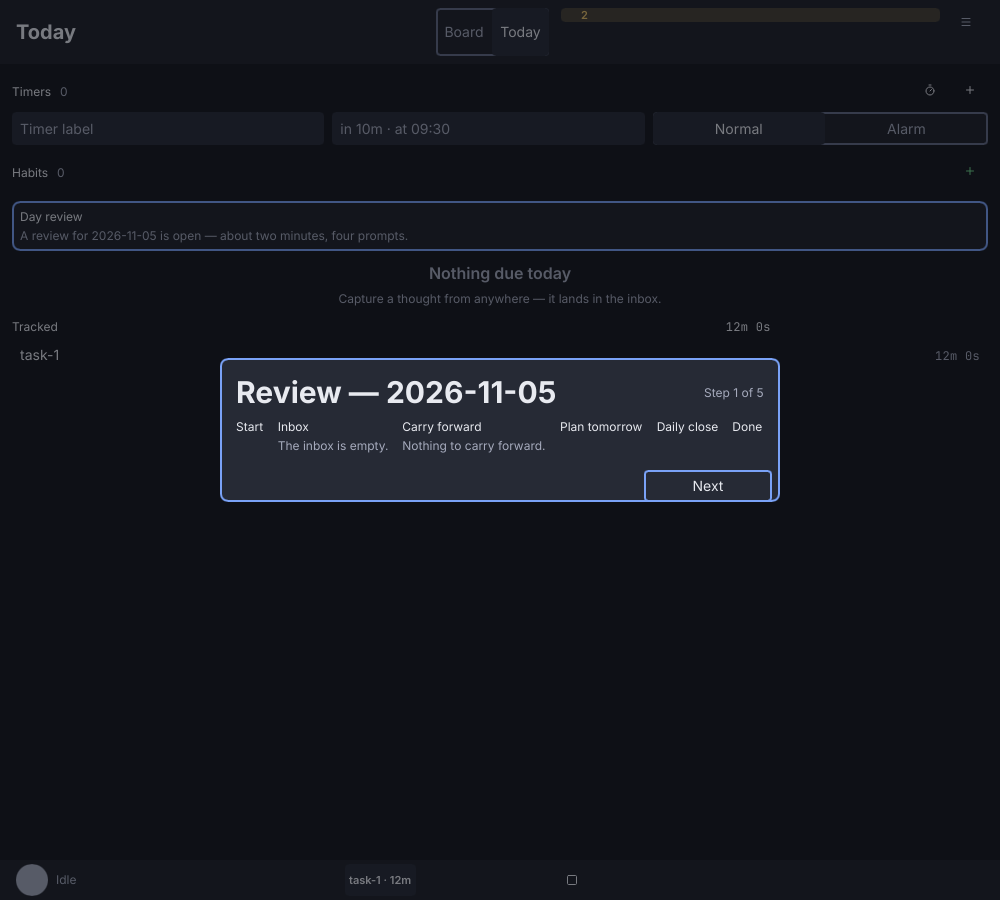 Today
Board
Today
2
Timers 0
Timer label
in 10m · at 09:30
Normal
Alarm
Habits 0
Day review
A review for 2026-11-05 is open — about two minutes, four prompts.
Nothing due today
Capture a thought from anywhere — it lands in the inbox.
Tracked
12m 0s
task-1
12m 0s
Review — 2026-11-05
Step 1 of 5
Start
Inbox
Carry forward
Plan tomorrow
Daily close
Done
The inbox is empty.
Nothing to carry forward.
Next
Idle
task-1 · 12m